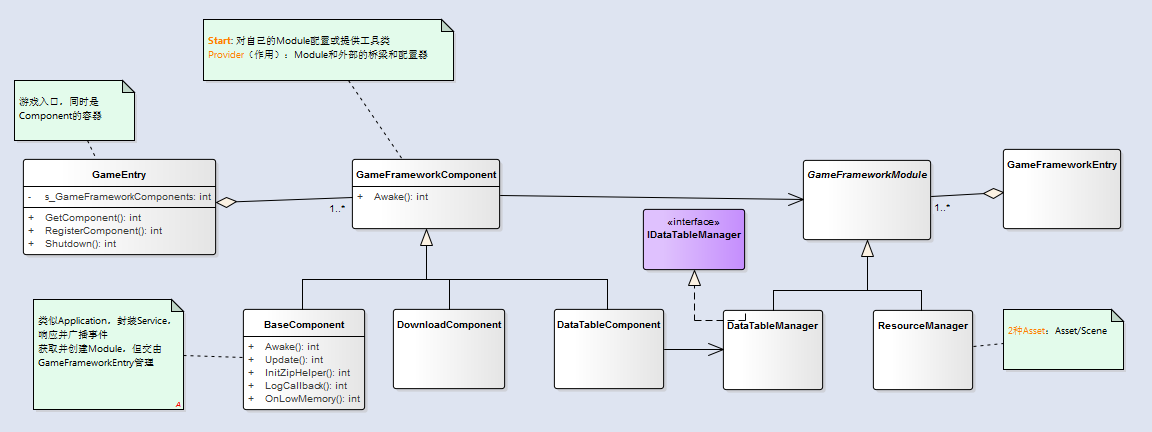 Start: 对自己的Module配置或提供工具类
Provider（作用）：Module和外部的桥梁和配置器
游戏入口，同时是
Component的容器
GameEntry
- s_GameFrameworkComponents: int
+ GetComponent(): int
+ RegisterComponent(): int
+ Shutdown(): int
1..*
GameFrameworkComponent
+ Awake(): int
«interface»
IDataTableManager
GameFrameworkModule
1..*
GameFrameworkEntry
类似Application，封装Service，
响应并广播事件
获取并创建Module，但交由
GameFrameworkEntry管理
A
BaseComponent
+ Awake(): int
+ Update(): int
+ InitZipHelper(): int
+ LogCallback(): int
+ OnLowMemory(): int
DownloadComponent
DataTableComponent
DataTableManager
ResourceManager
2种Asset：Asset/Scene